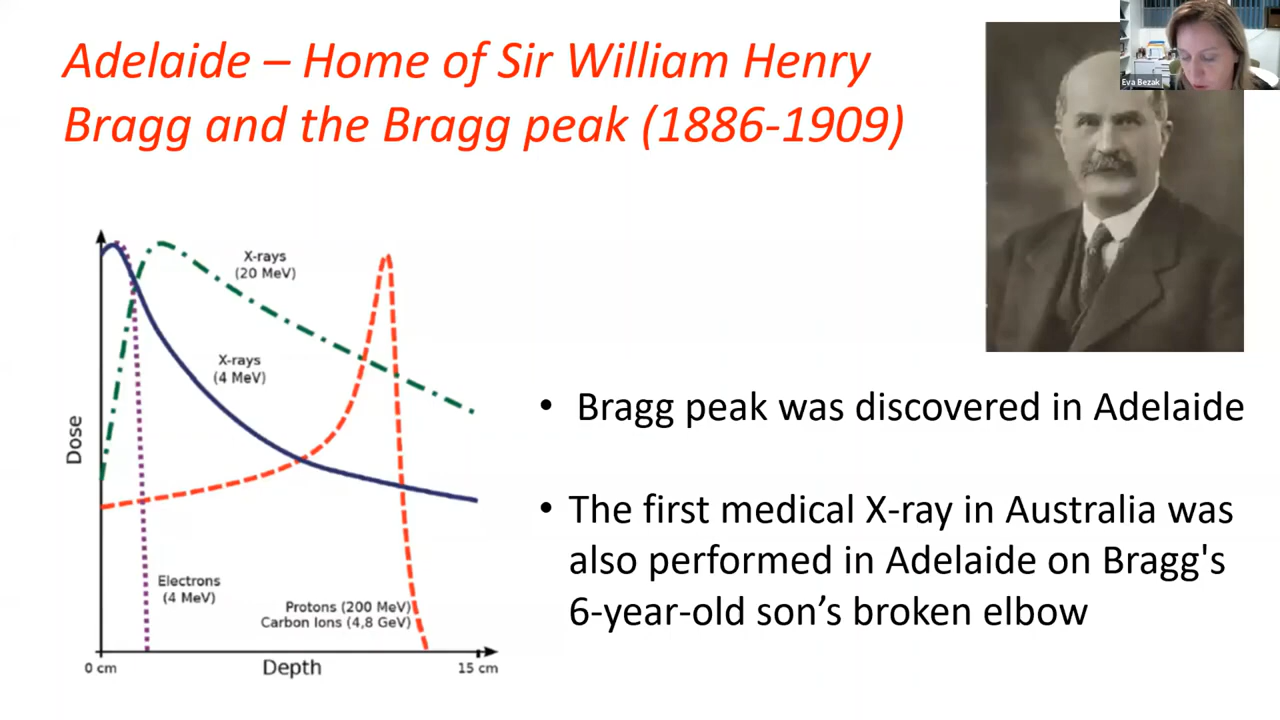 Adelaide – Home of Sir William Henry
Bragg and the Bragg peak (1886-1909)
Eva Bezak
X-rays
(20 MeV)
X-rays
(4 MeV)
Dose
Electrons
(4 MeV)
Protons (200 MeV)
Carbon Ions (4,8 GeV)
0 cm
Depth
15 cm
• Bragg peak was discovered in Adelaide
• The first medical X-ray in Australia was
also performed in Adelaide on Bragg's
6-year-old son’s broken elbow